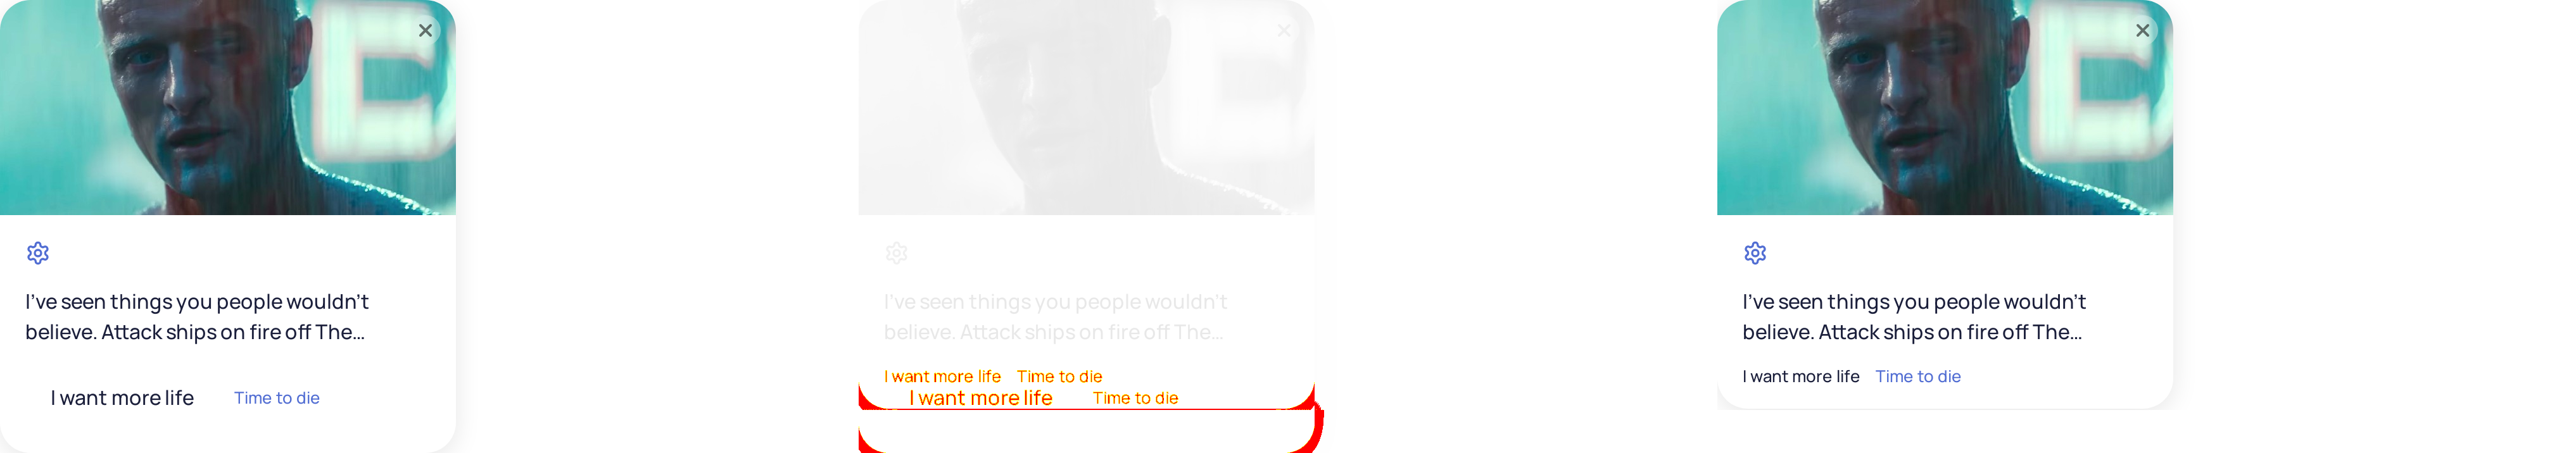 I've seen things you people wouldn't
believe. Attack ships on fire off The...
I want more life Time to die
I've seen things you people wouldn't
believe. Attack ships on fire off The...
I want more life Time to die
I want more life Time to die
I've seen things you people wouldn't
believe. Attack ships on fire off The...
I want more life Time to die